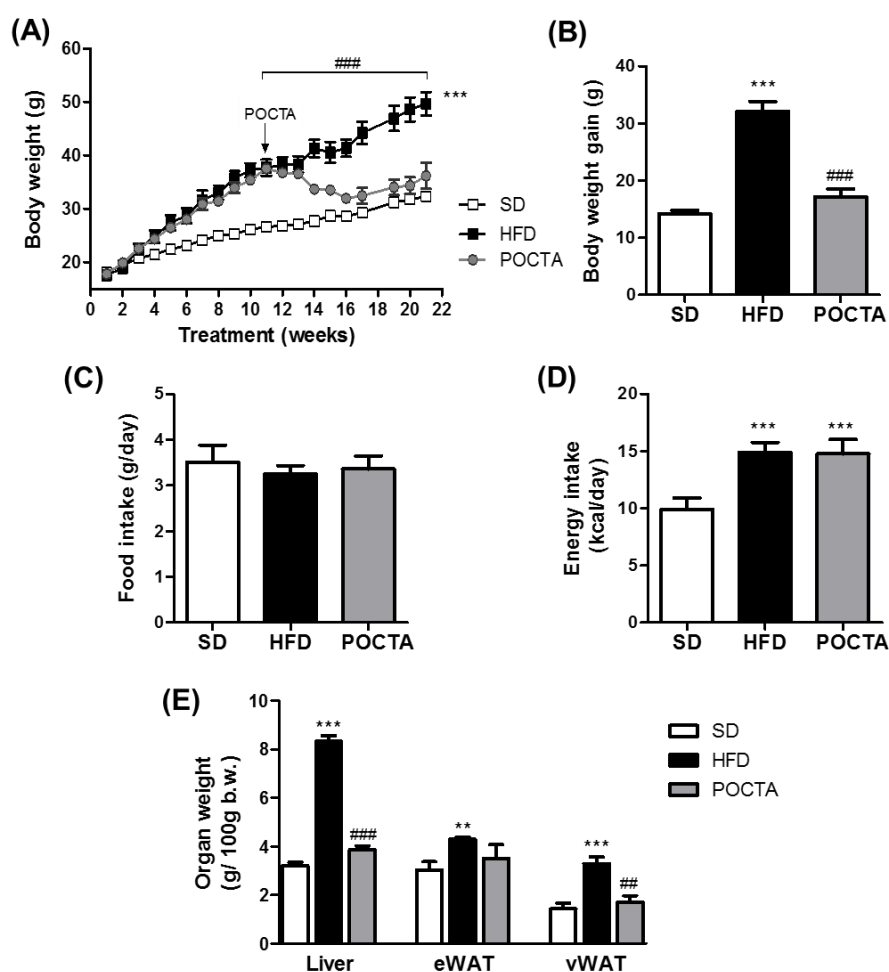 (A)
Body weight (g)
60
50
40
30
20
###
***
POCTA
0 2 4 6 8 10 12 14 16 18 20 22
Treatment (weeks)
SD
HFD
POCTA
(B)
Body weight gain (g)
40
30
20
10
0
***
###
SD HFD POCTA
(C)
Food intake (g/day)
5
4
3
2
1
0
SD HFD POCTA
(D)
Energy intake
(kcal/day)
20
15
10
5
0
*** ***
SD HFD POCTA
(E)
Organ weight
(g/ 100g b.w.)
10
8
6
4
2
0
***
###
**
***
##
Liver eWAT vWAT
SD
HFD
POCTA